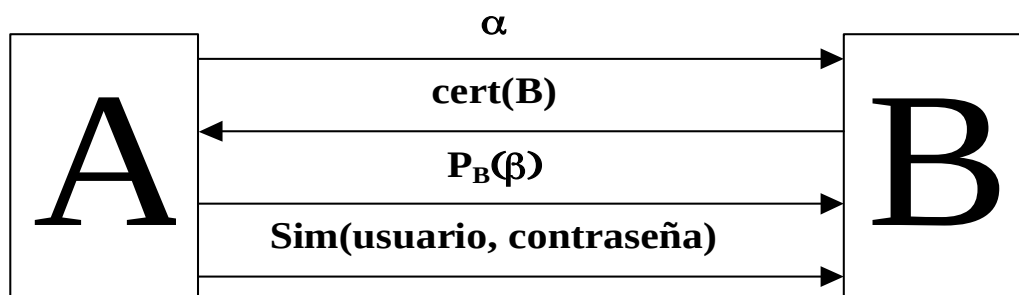 α
cert(B)
P_B(β)
Sim(usuario, contraseña)
A
B